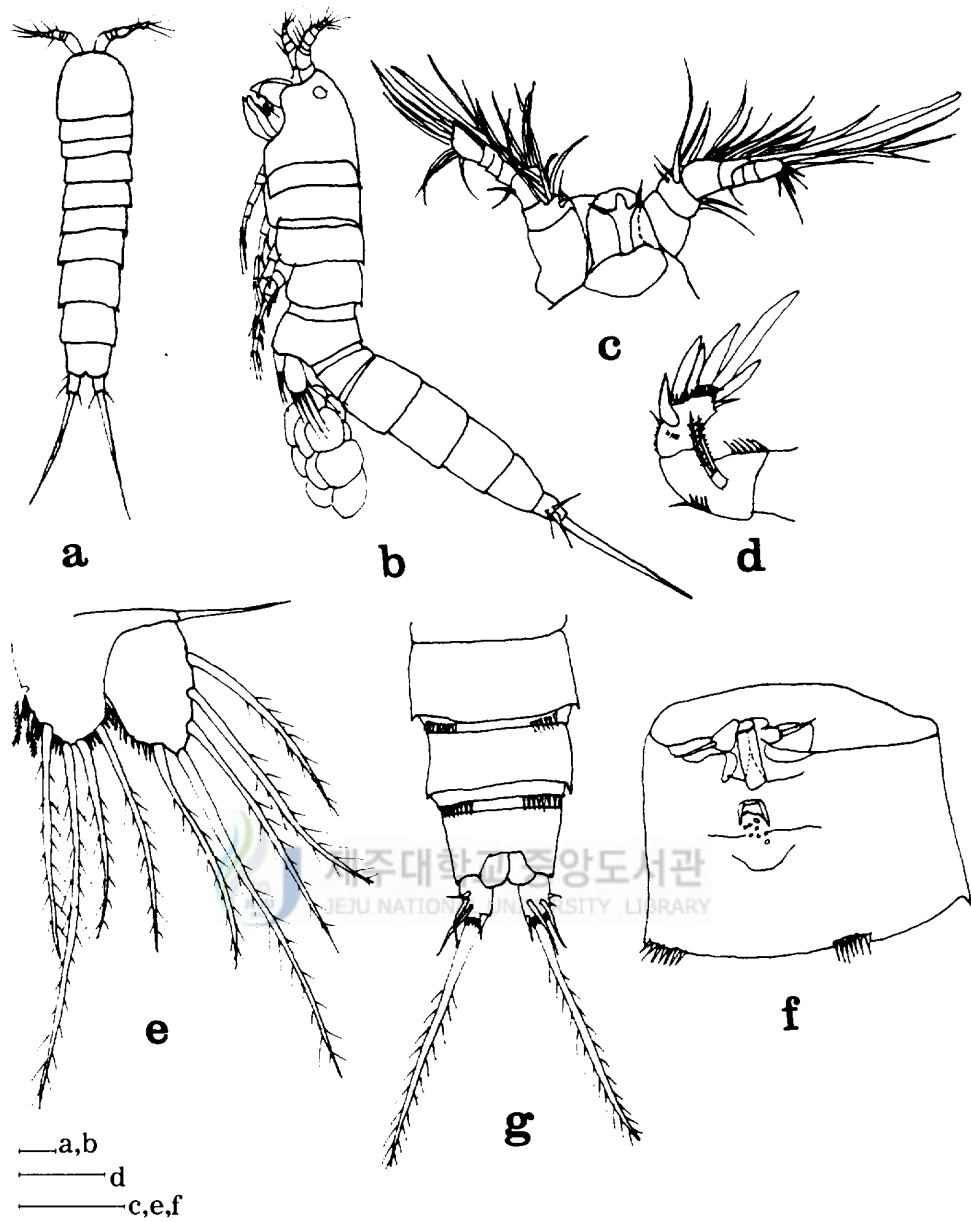 a
b
c
d
e
제주대학교 중앙도서관
JEJU NATIONAL UNIVERSITY LIBRARY
f
g
a,b
d
c,e,f